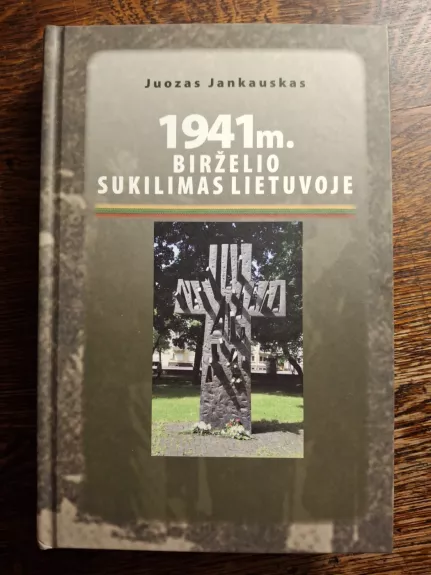 Juozas Jankauskas
1941m.
BIRŽELIO
SUKILIMAS LIETUVOJE